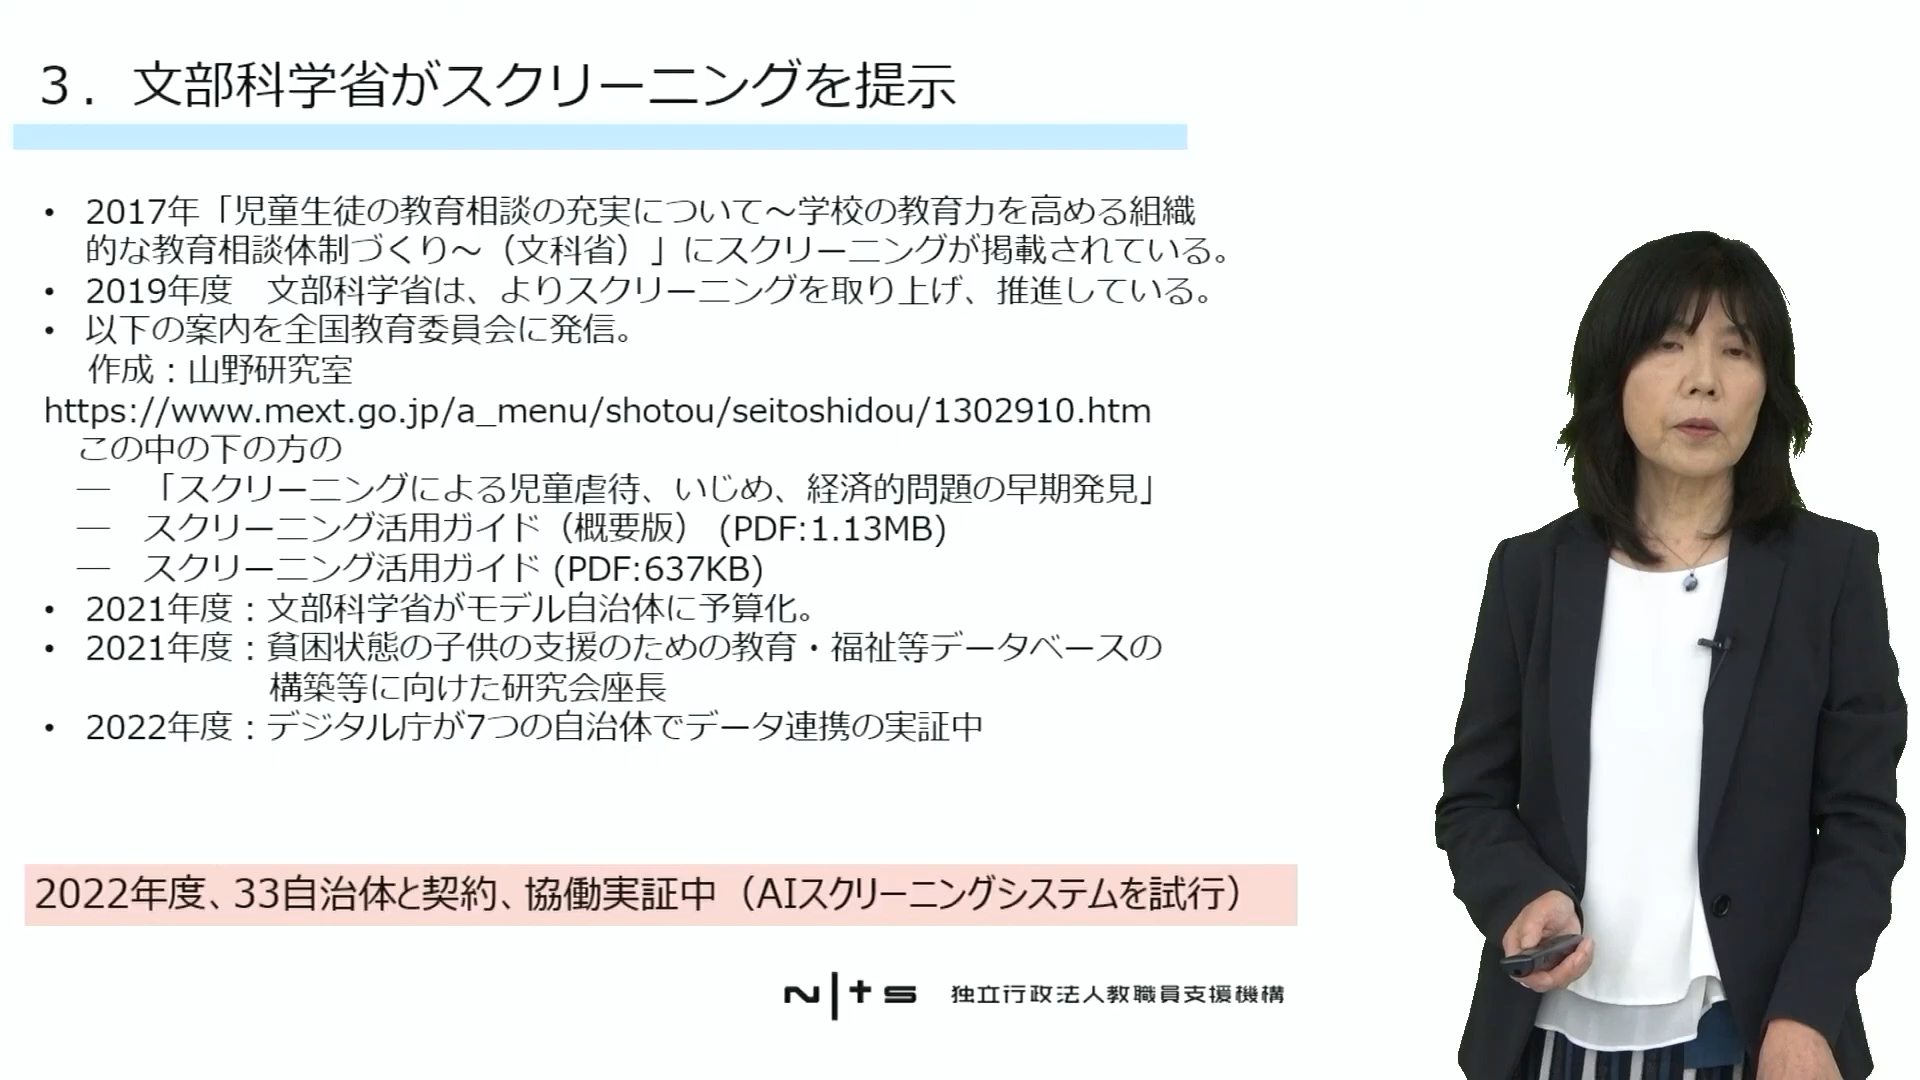 ３．文部科学省がスクリーニングを提示
• 2017年「児童生徒の教育相談の充実について～学校の教育力を高める組織
的な教育相談体制づくり～（文科省）」にスクリーニングが掲載されている。
• 2019年度　文部科学省は、よりスクリーニングを取り上げ、推進している。
• 以下の案内を全国教育委員会に発信。
作成：山野研究室
https://www.mext.go.jp/a_menu/shotou/seitoshidou/1302910.htm
この中の下の方の
― 「スクリーニングによる児童虐待、いじめ、経済的問題の早期発見」
― スクリーニング活用ガイド（概要版） (PDF:1.13MB)
― スクリーニング活用ガイド (PDF:637KB)
• 2021年度：文部科学省がモデル自治体に予算化。
• 2021年度：貧困状態の子供の支援のための教育・福祉等データベースの
構築等に向けた研究会座長
• 2022年度：デジタル庁が7つの自治体でデータ連携の実証中
2022年度、33自治体と契約、協働実証中（AIスクリーニングシステムを試行）
NITS 独立行政法人教職員支援機構